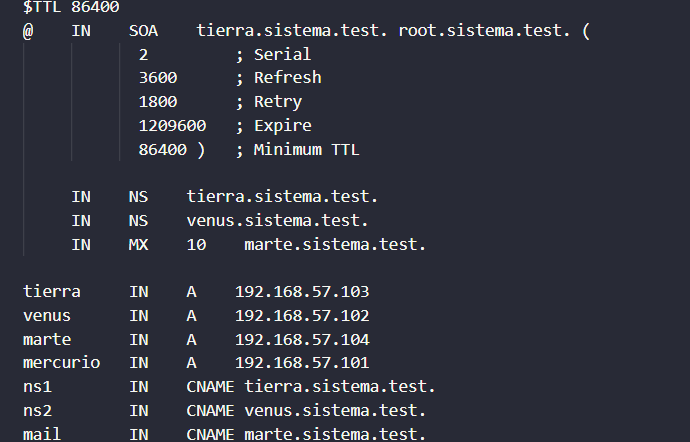 $TTL 86400
@ IN SOA tierra.sistema.test. root.sistema.test. (
2 ; Serial
3600 ; Refresh
1800 ; Retry
1209600 ; Expire
86400 ) ; Minimum TTL
IN NS tierra.sistema.test.
IN NS venus.sistema.test.
IN MX 10 marte.sistema.test.
tierra IN A 192.168.57.103
venus IN A 192.168.57.102
marte IN A 192.168.57.104
mercurio IN A 192.168.57.101
ns1 IN CNAME tierra.sistema.test.
ns2 IN CNAME venus.sistema.test.
mail IN CNAME marte.sistema.test.